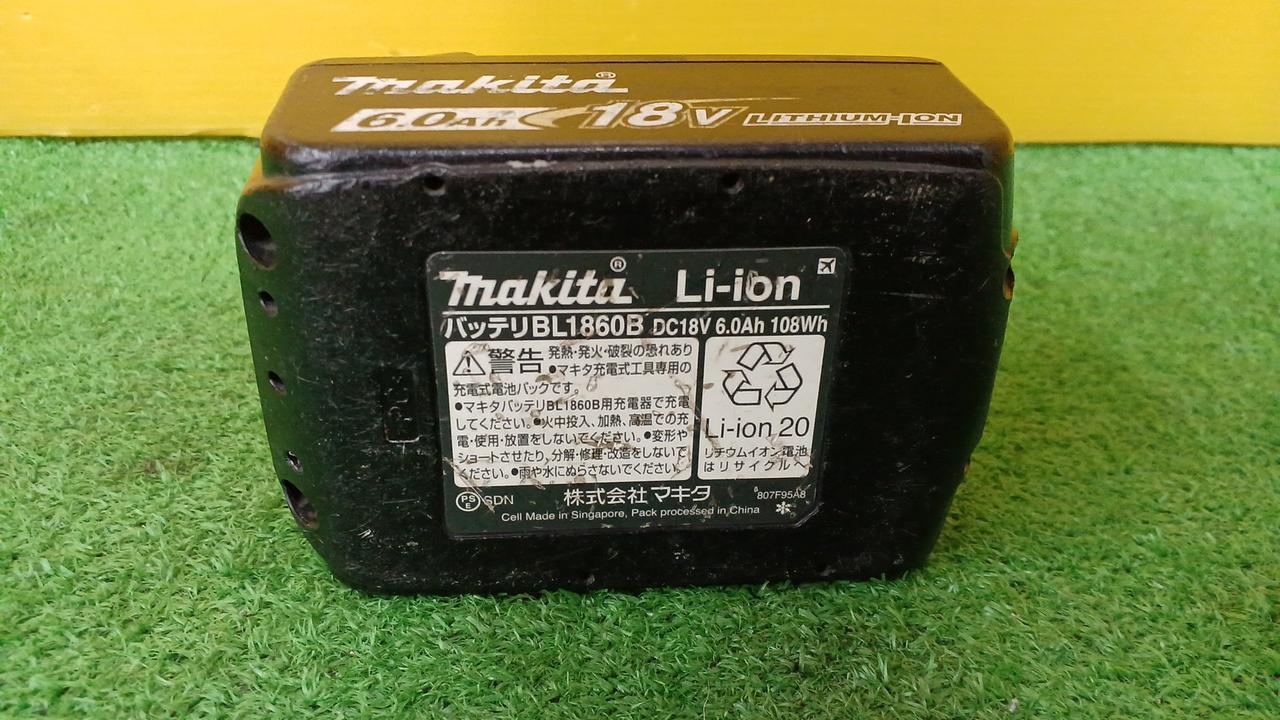 makita®
6.0Ah 18V LITHIUM-ION
makita® Li-ion
バッテリBL1860B DC18V 6.0Ah 108Wh
警告 発熱・発火・破裂の恐れあり
●マキタ充電式工具専用の
充電式電池パックです。
●マキタバッテリBL1860B用充電器で充電
してください。●火中投入、加熱、高温での充
電・使用・放置をしないでください。●変形や
ショートさせたり、分解・修理・改造をしないで
ください。●雨や水にぬらさないでください。
Li-ion 20
リチウムイオン電池
はリサイクルへ
PSE SDN 株式会社マキタ 807F95A8
Cell Made in Singapore, Pack processed in China